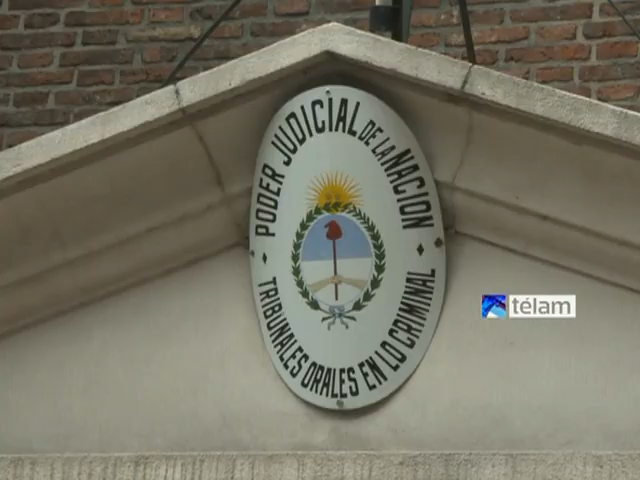 PODER JUDICIAL DE LA NACION
TRIBUNALES ORALES EN LO CRIMINAL
télam